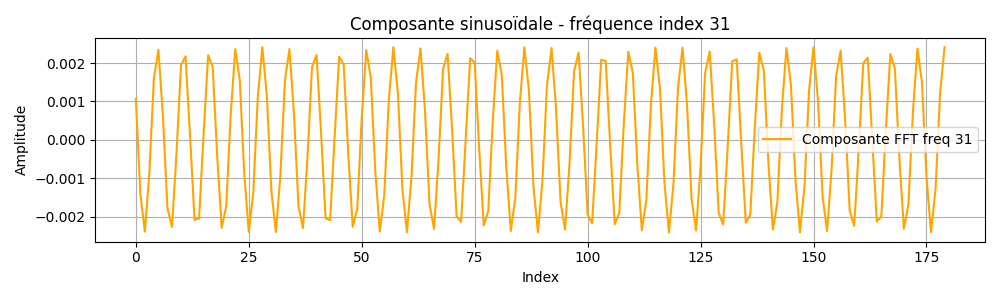 Composante sinusoïdale - fréquence index 31
Amplitude
0.002
0.001
0.000
−0.001
−0.002
Composante FFT freq 31
0 25 50 75 100 125 150 175
Index